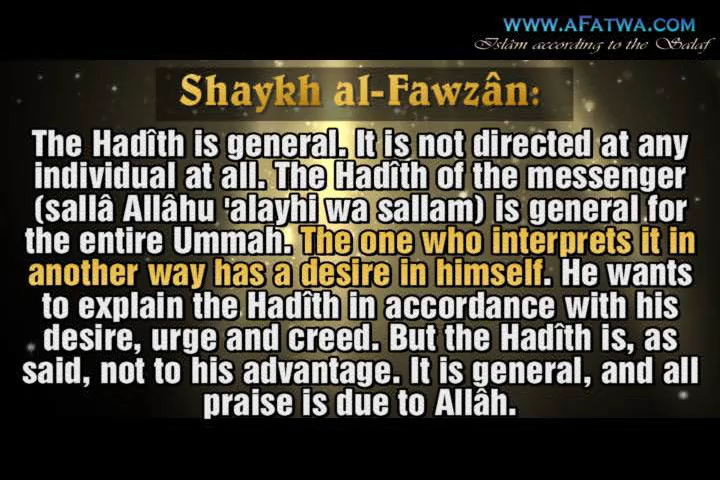 WWW.AFATWA.COM
Islâm according to the Salaf
Shaykh al-Fawzân:
The Hadîth is general. It is not directed at any
individual at all. The Hadîth of the messenger
(sallâ Allâhu 'alayhi wa sallam) is general for
the entire Ummah. The one who interprets it in
another way has a desire in himself. He wants
to explain the Hadîth in accordance with his
desire, urge and creed. But the Hadîth is, as
said, not to his advantage. It is general, and all
praise is due to Allâh.